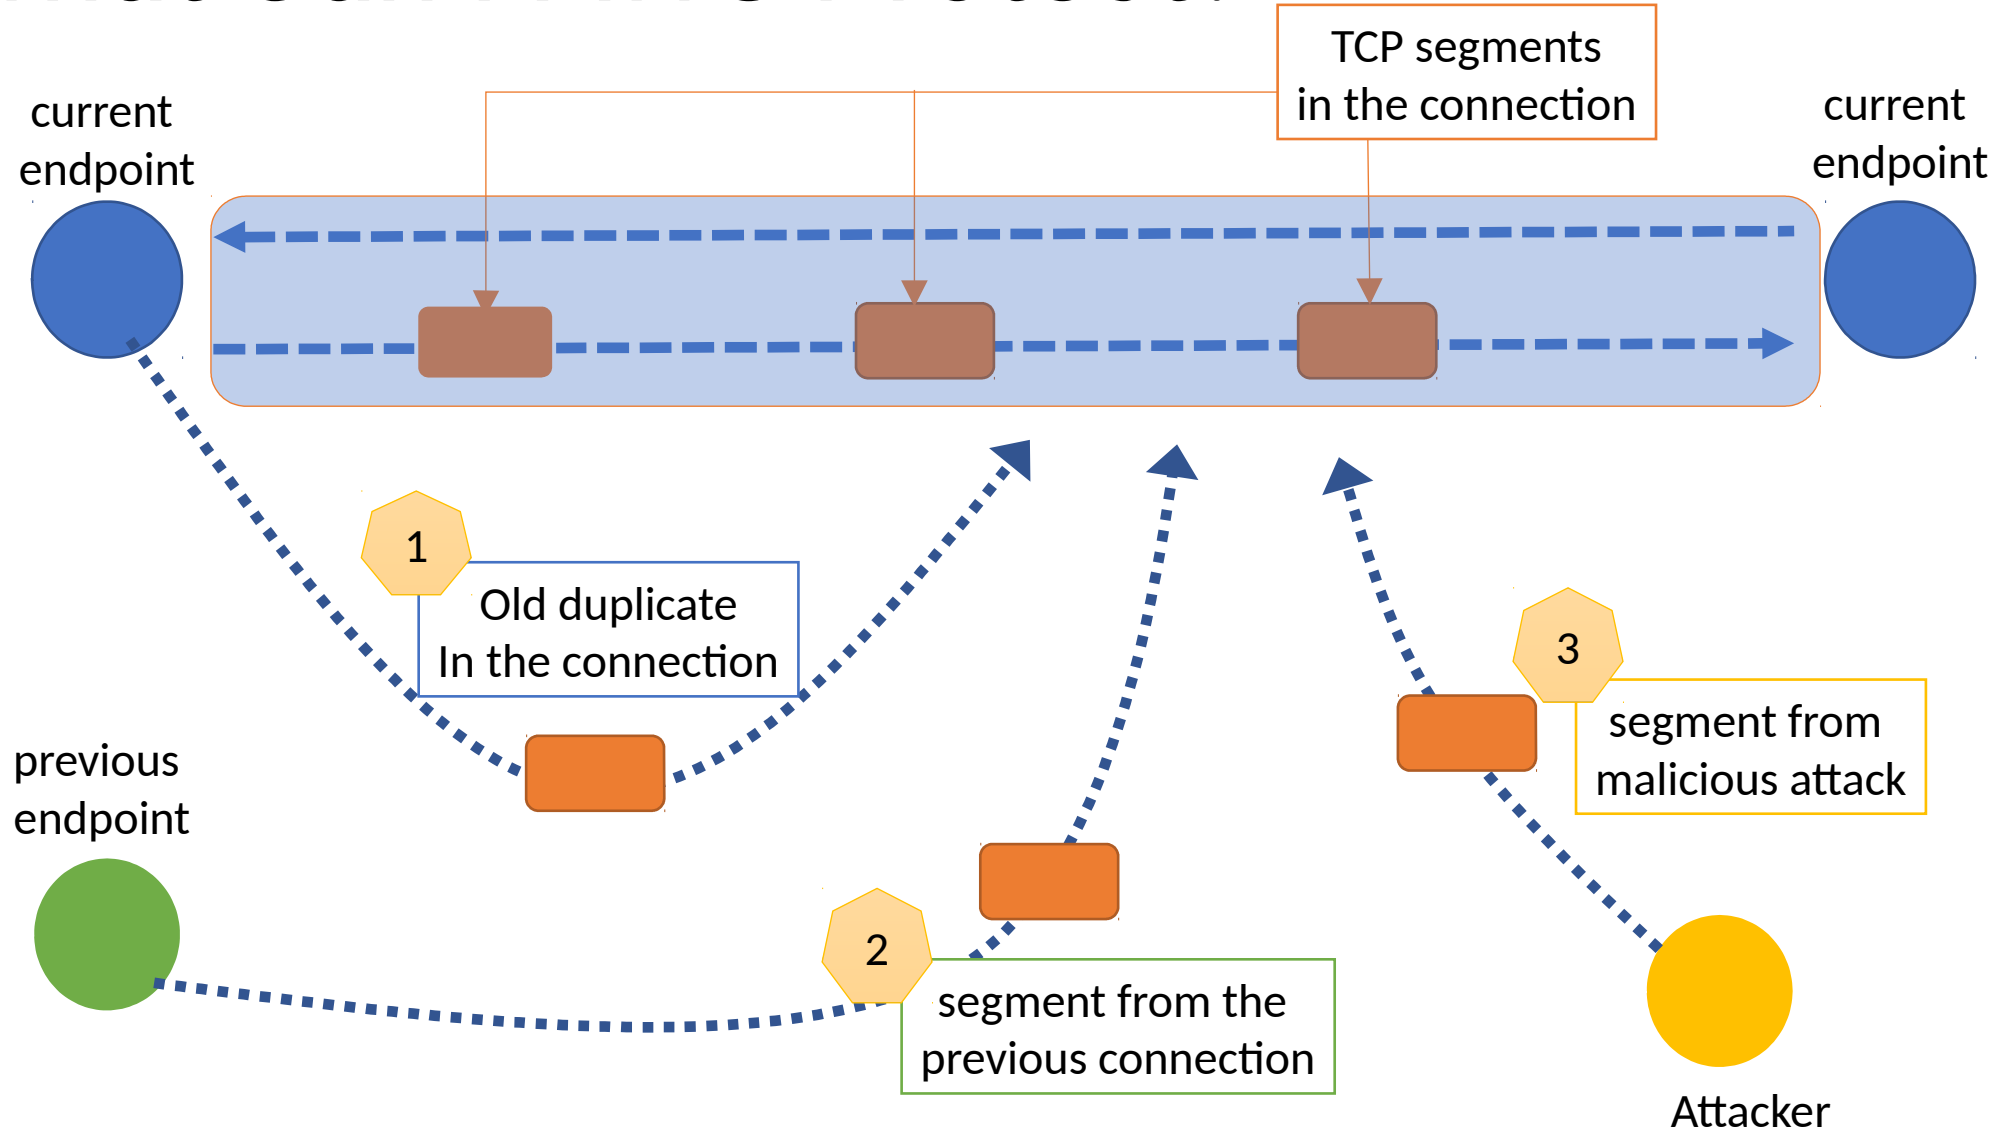 TCP segments
in the connection
current
endpoint
current
endpoint
1
Old duplicate
In the connection
3
segment from
malicious attack
previous
endpoint
2
segment from the
previous connection
Attacker